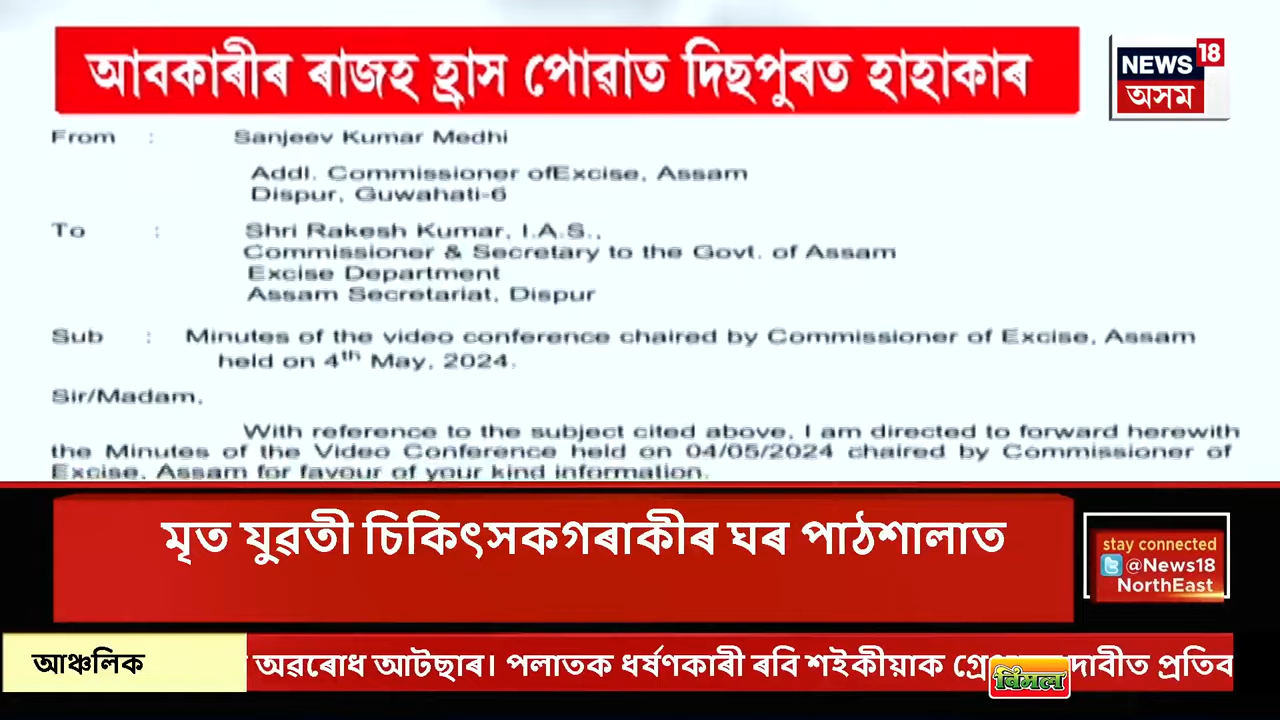 আবকাৰীৰ ৰাজহ হ্ৰাস পোৱাত দিছপুৰত হাহাকাৰ
NEWS 18
অসম
From : Sanjeev Kumar Medhi
Addl. Commissioner ofExcise, Assam
Dispur, Guwahati-6
To : Shri Rakesh Kumar, I.A.S.,
Commissioner & Secretary to the Govt. of Assam
Excise Department
Assam Secretariat, Dispur
Sub : Minutes of the video conference chaired by Commissioner of Excise, Assam
held on 4th May, 2024.
Sir/Madam,
With reference to the subject cited above, I am directed to forward herewith
the Minutes of the Video Conference held on 04/05/2024 chaired by Commissioner of
Excise, Assam for favour of your kind information.
মৃত যুৱতী চিকিৎসকগৰাকীৰ ঘৰ পাঠশালাত
stay connected
@News18
NorthEast
আঞ্চলিক
অৱৰোধ আটছাৰ। পলাতক ধৰ্ষণকাৰী ৰবি শইকীয়াক দাবীত
বিমল